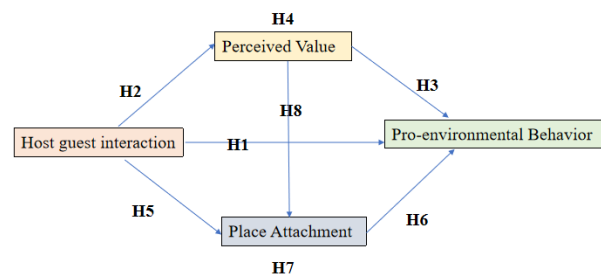 H4
Perceived Value
H2
H3
H8
Host guest interaction
H1
Pro-environmental Behavior
H5
H6
Place Attachment
H7